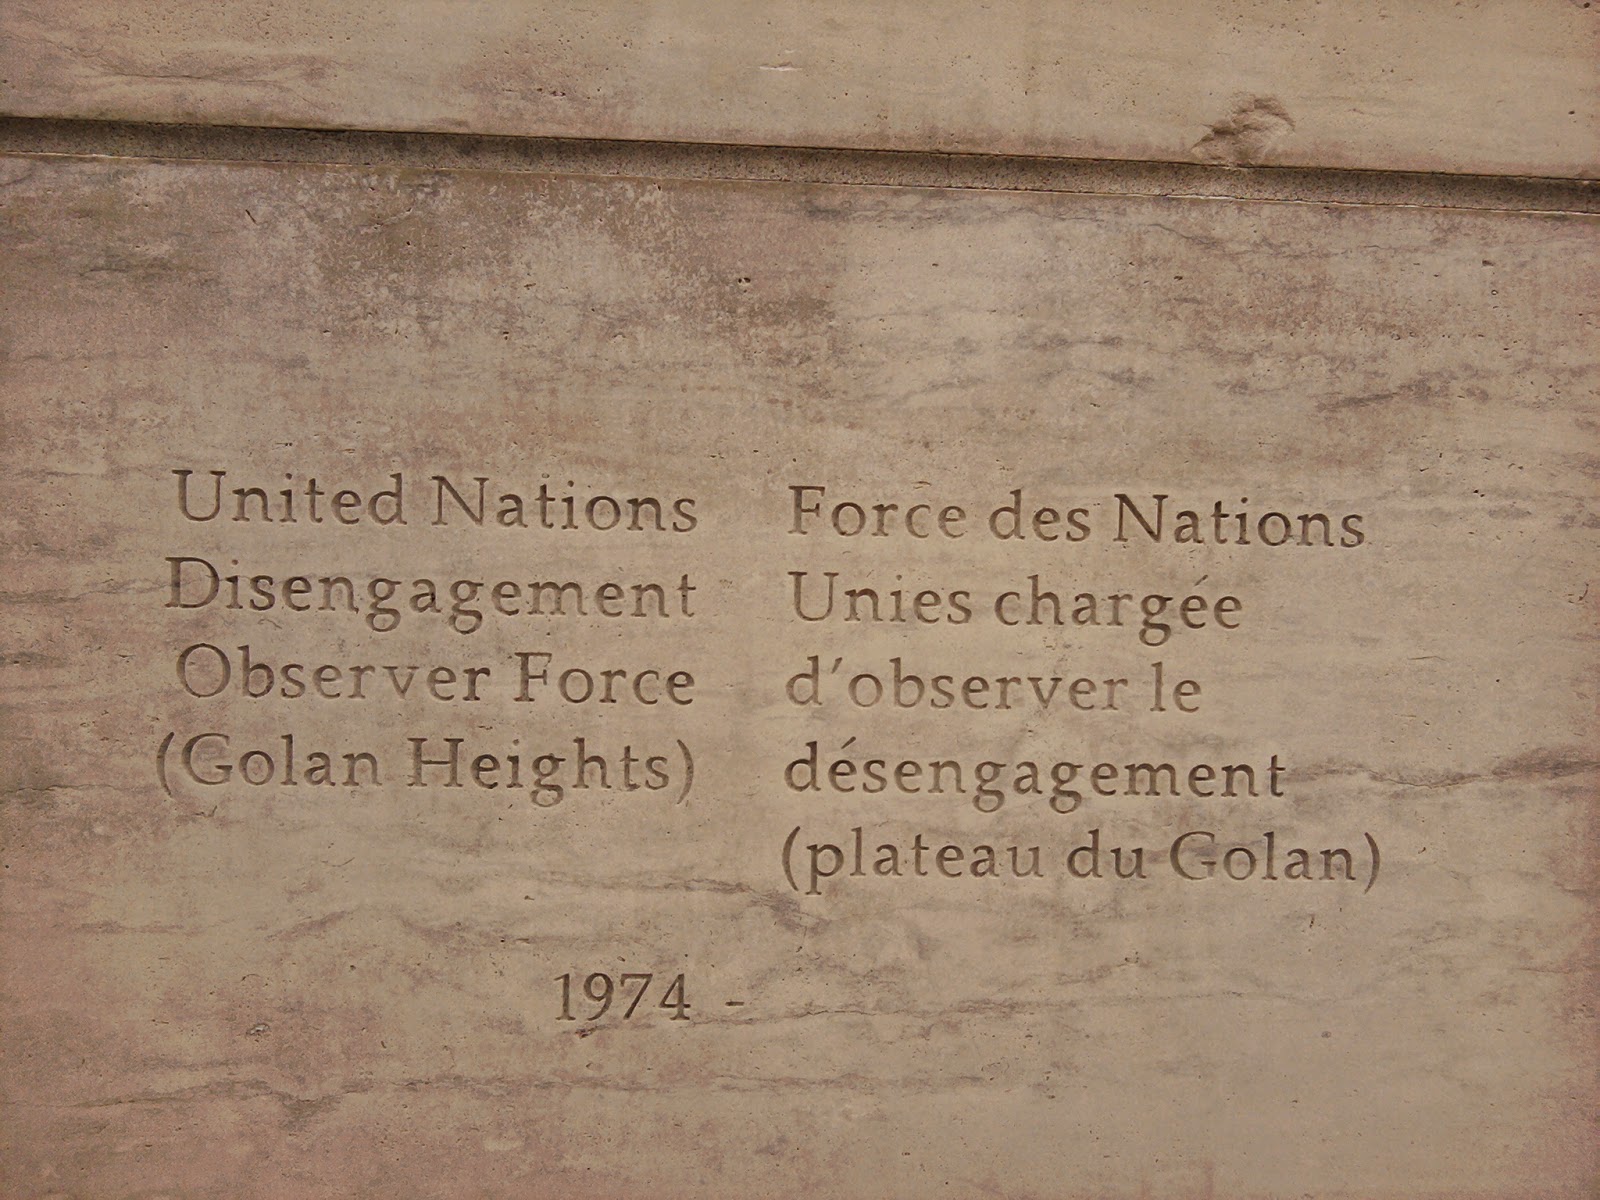 United Nations
Disengagement
Observer Force
(Golan Heights)
Force des Nations
Unies chargée
d'observer le
désengagement
(plateau du Golan)
1974 -